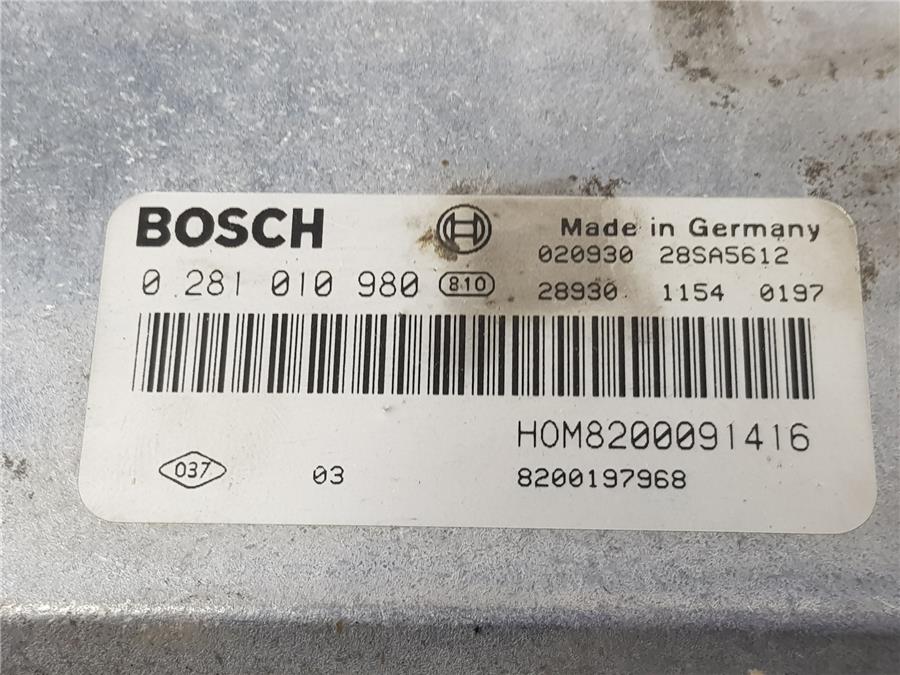 BOSCH
Made in Germany
020930 28SA5612
0 281 010 980 810
28930 1154 0197
HOM8200091416
037 03 8200197968